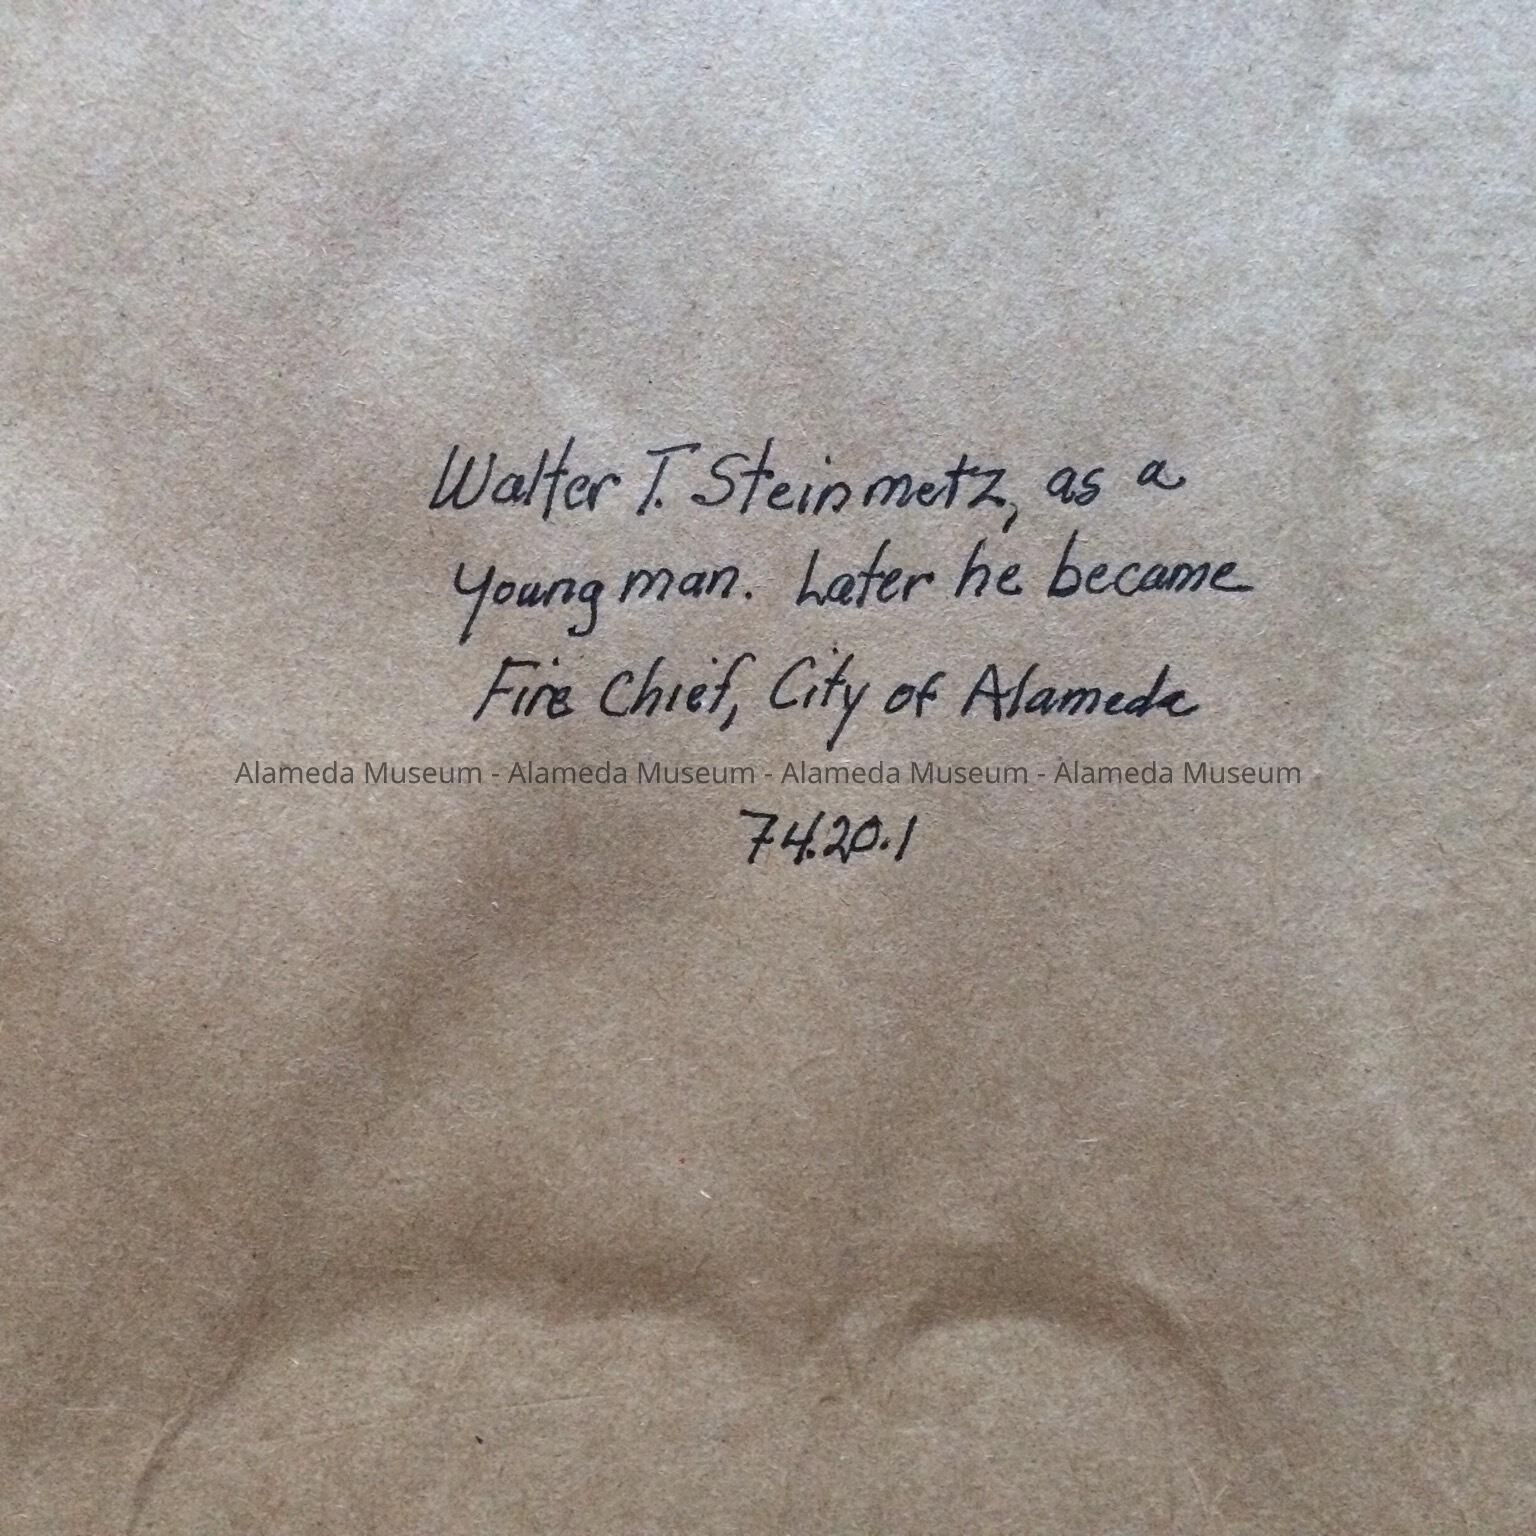 Walter T. Steinmetz, as a
young man. Later he became
Fire Chief, City of Alameda
Alameda Museum - Alameda Museum - Alameda Museum - Alameda Museum
74.20.1